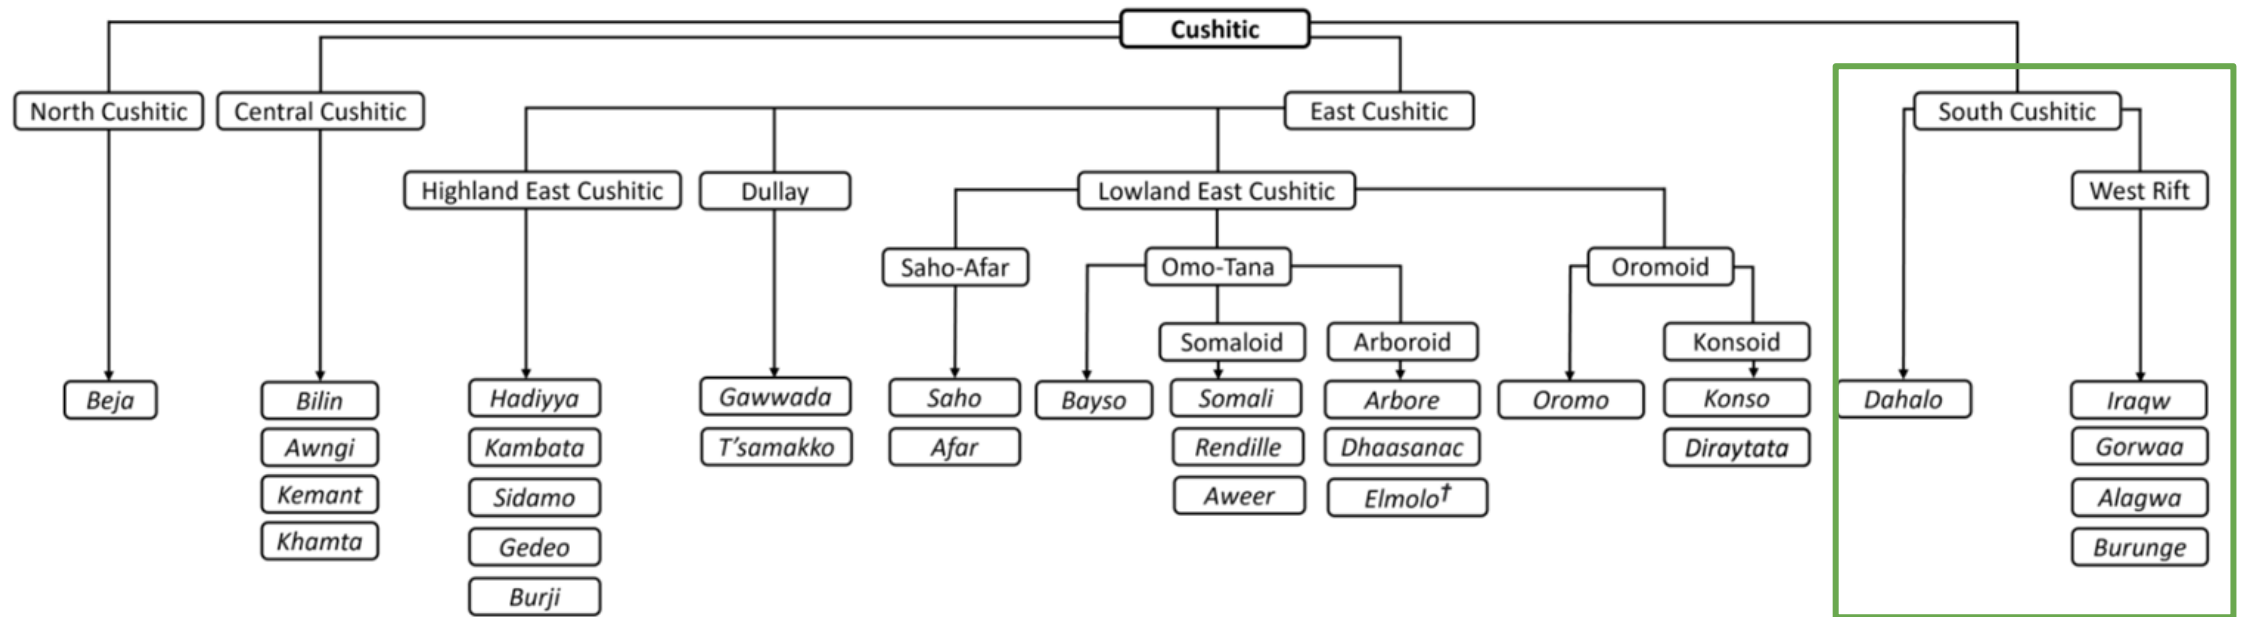 Cushitic
North Cushitic
Central Cushitic
East Cushitic
South Cushitic
Highland East Cushitic
Dullay
Lowland East Cushitic
West Rift
Saho-Afar
Omo-Tana
Oromoid
Somaloid
Arboroid
Konsoid
Beja
Bilin
Awngi
Kemant
Khamta
Hadiyya
Kambata
Sidamo
Gedeo
Burji
Gawwada
T'samakko
Saho
Afar
Bayso
Somali
Rendille
Aweer
Arbore
Dhaasanac
Elmolo†
Oromo
Konso
Diraytata
Dahalo
Iraqw
Gorwaa
Alagwa
Burunge